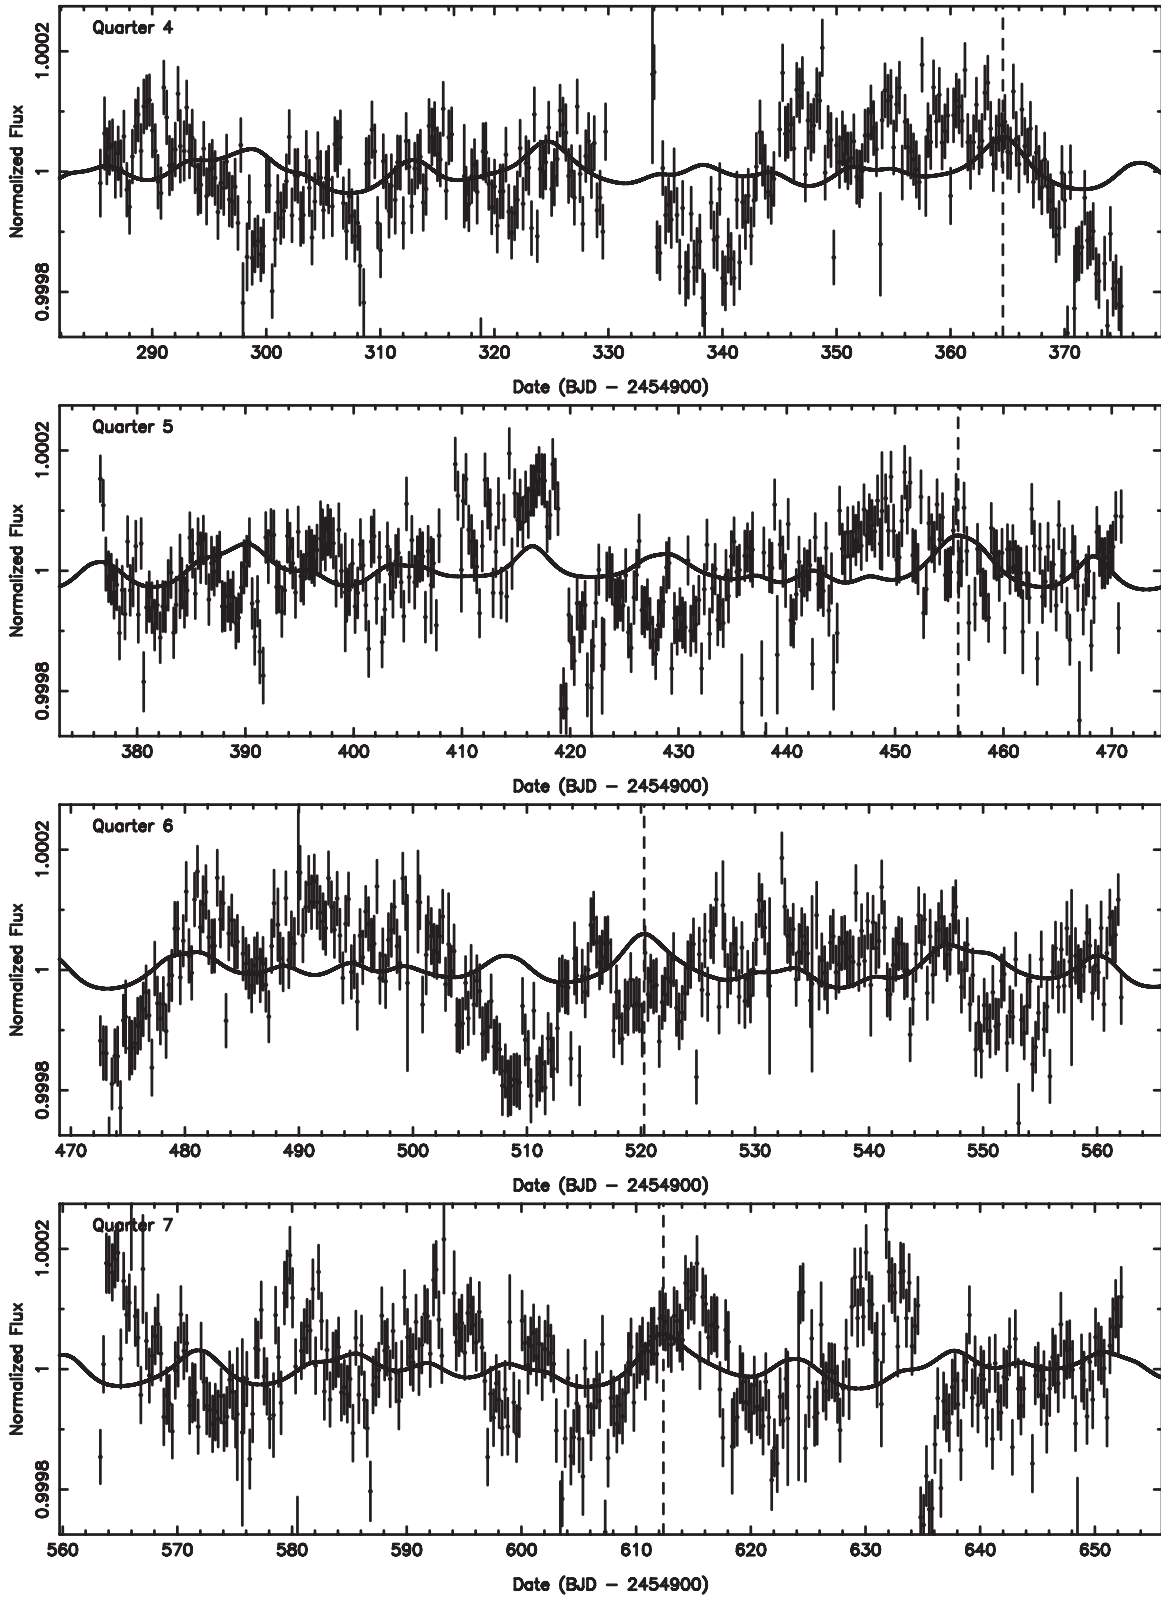 Quarter 4
1.0002
1
0.9998
Normalized Flux
290 300 310 320 330 340 350 360 370
Date (BJD − 2454900)
Quarter 5
1.0002
1
0.9998
Normalized Flux
380 390 400 410 420 430 440 450 460 470
Date (BJD − 2454900)
Quarter 6
1.0002
1
0.9998
Normalized Flux
470 480 490 500 510 520 530 540 550 560
Date (BJD − 2454900)
Quarter 7
1.0002
1
0.9998
Normalized Flux
560 570 580 590 600 610 620 630 640 650
Date (BJD − 2454900)